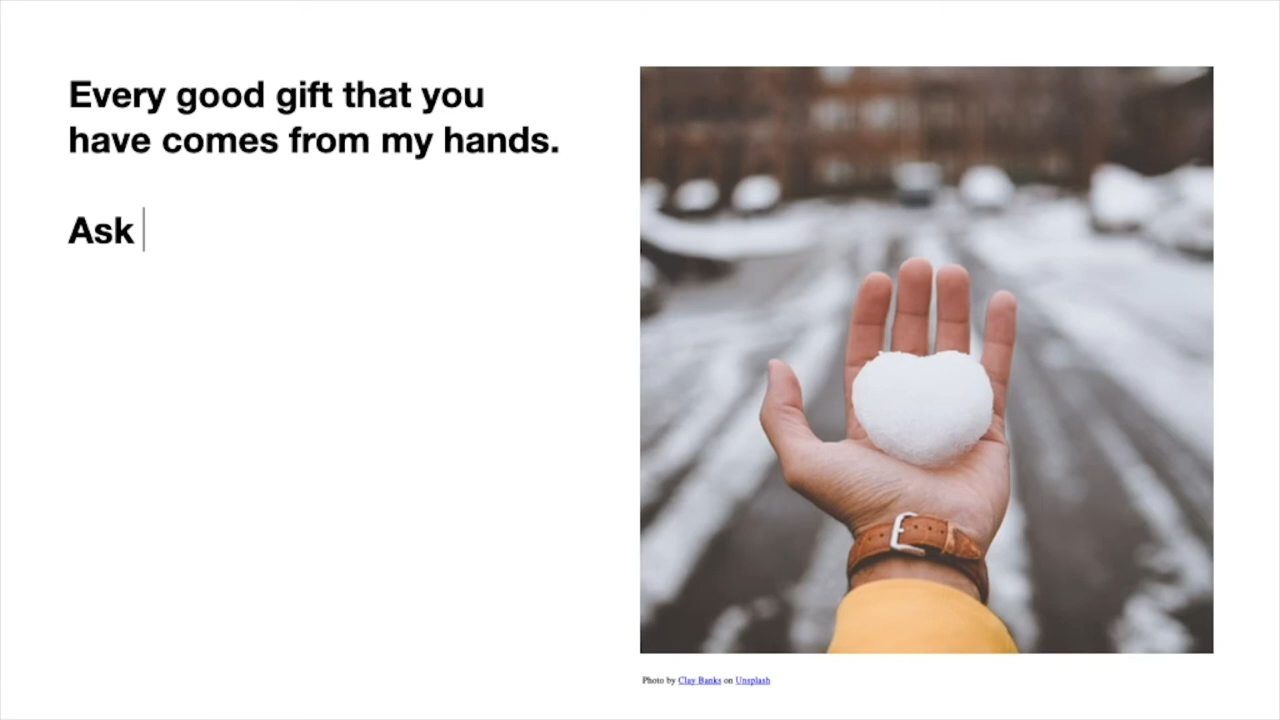 Every good gift that you
have comes from my hands.
Ask
Photo by Clay Banks on Unsplash